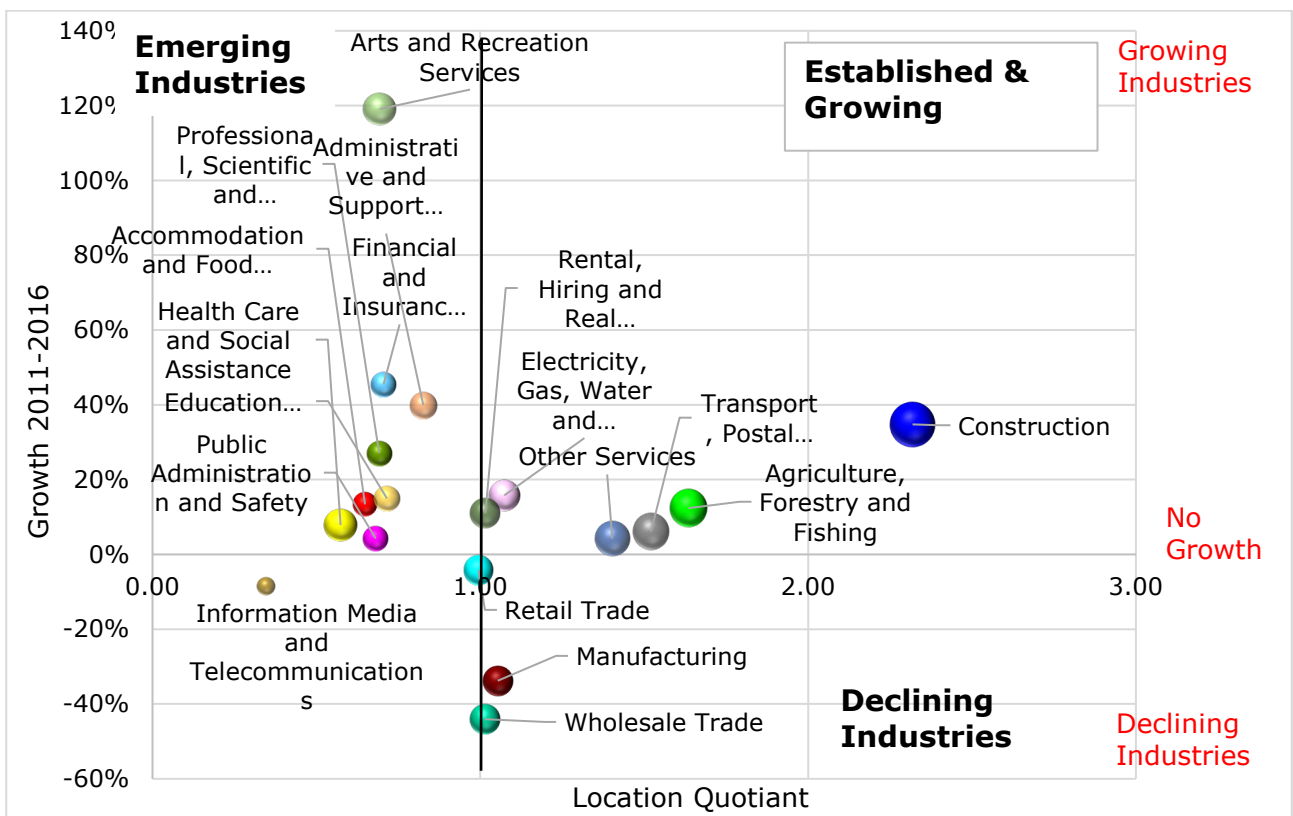 140%
120%
100%
80%
60%
40%
20%
0%
-20%
-40%
-60%
Growth 2011-2016
0.00
1.00
2.00
3.00
Location Quotiant
Emerging
Industries
Established &
Growing
Declining
Industries
Growing
Industries
No
Growth
Declining
Industries
Arts and Recreation
Services
Professiona
l, Scientific
and...
Administrati
ve and
Support...
Accommodation
and Food...
Financial
and
Insuranc...
Health Care
and Social
Assistance
Education...
Public
Administratio
n and Safety
Rental,
Hiring and
Real...
Electricity,
Gas, Water
and...
Other Services
Transport
, Postal...
Agriculture,
Forestry and
Fishing
Construction
Information Media
and
Telecommunication
s
Retail Trade
Manufacturing
Wholesale Trade